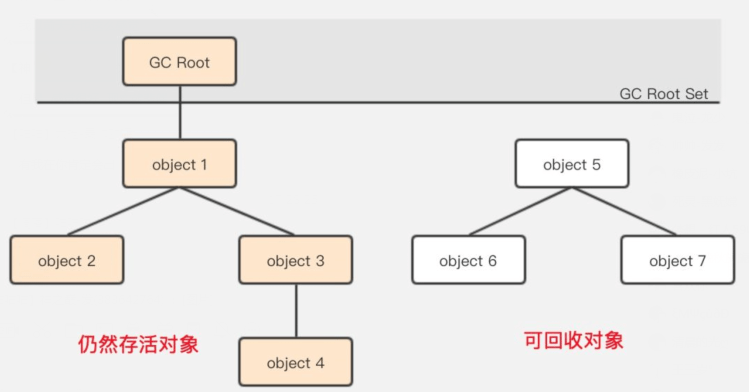 GC Root
GC Root Set
object 1
object 5
object 2
object 3
object 6
object 7
仍然存活对象
可回收对象
object 4